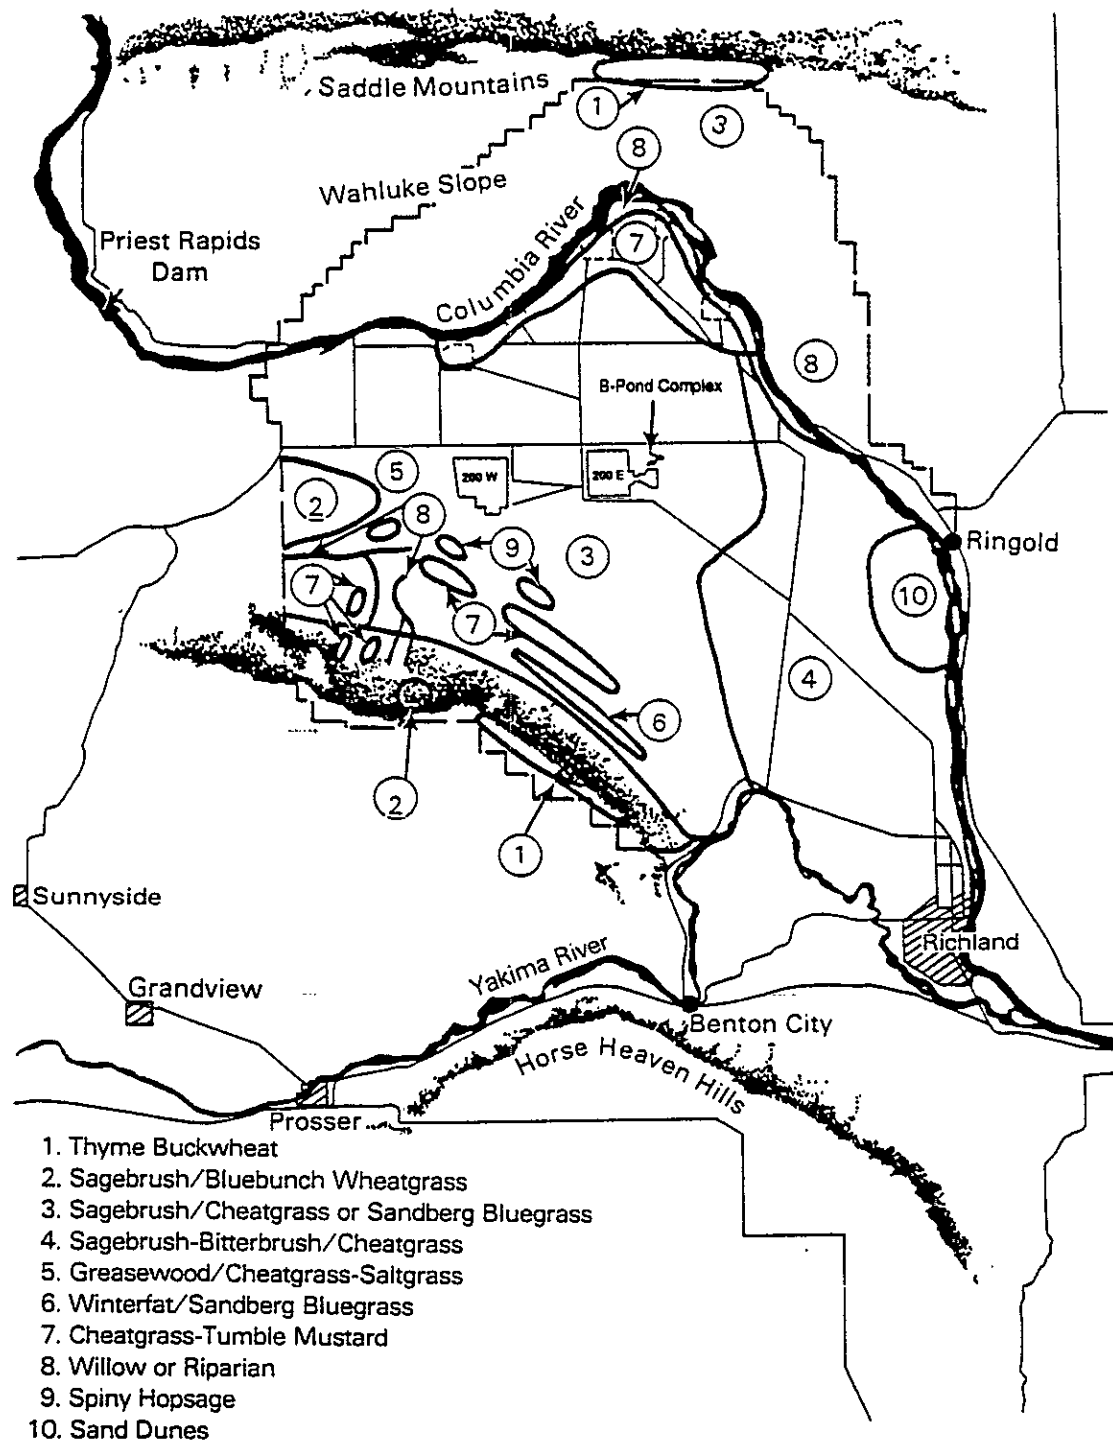 Saddle Mountains
1
3
8
Wahluke Slope
Priest Rapids
Dam
Columbia River
7
8
B-Pond Complex
5
200 W
200 E
2
8
9
3
Ringold
7
7
10
4
6
2
1
Sunnyside
Richland
Yakima River
Grandview
Benton City
Horse Heaven Hills
Prosser
1. Thyme Buckwheat
2. Sagebrush/Bluebunch Wheatgrass
3. Sagebrush/Cheatgrass or Sandberg Bluegrass
4. Sagebrush-Bitterbrush/Cheatgrass
5. Greasewood/Cheatgrass-Saltgrass
6. Winterfat/Sandberg Bluegrass
7. Cheatgrass-Tumble Mustard
8. Willow or Riparian
9. Spiny Hopsage
10. Sand Dunes